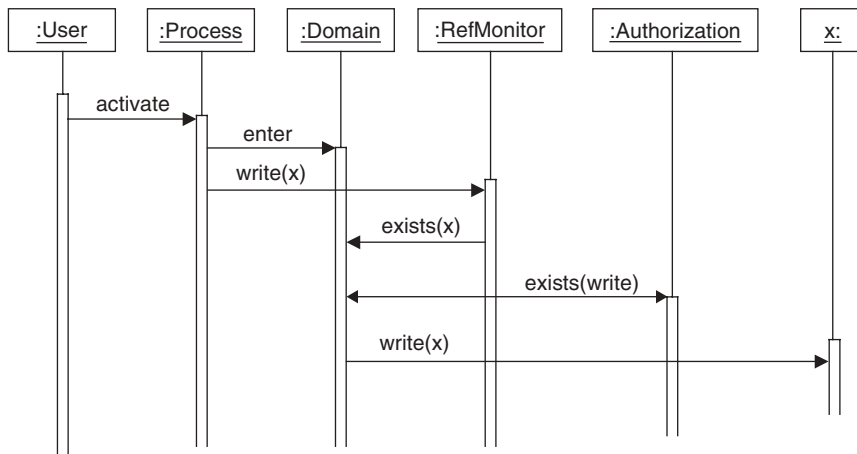 :User
:Process
:Domain
:RefMonitor
:Authorization
x:
activate
enter
write(x)
exists(x)
exists(write)
write(x)